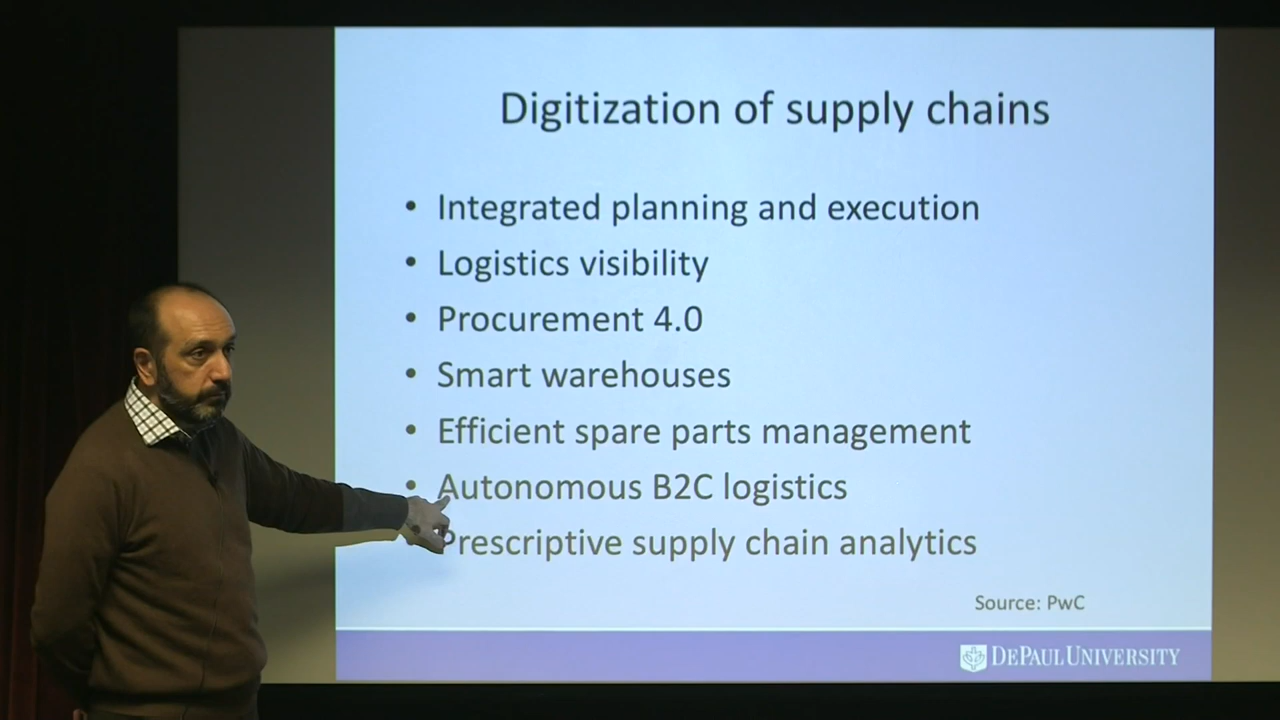 Digitization of supply chains
• Integrated planning and execution
• Logistics visibility
• Procurement 4.0
• Smart warehouses
• Efficient spare parts management
• Autonomous B2C logistics
Prescriptive supply chain analytics
Source: PwC
DEPAUL UNIVERSITY